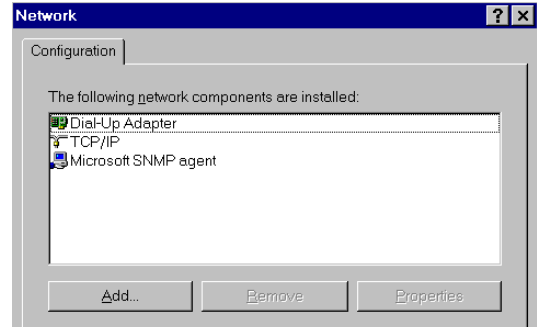 Network
Configuration
The following network components are installed:
Dial-Up Adapter
TCP/IP
Microsoft SNMP agent
Add...
Remove
Properties